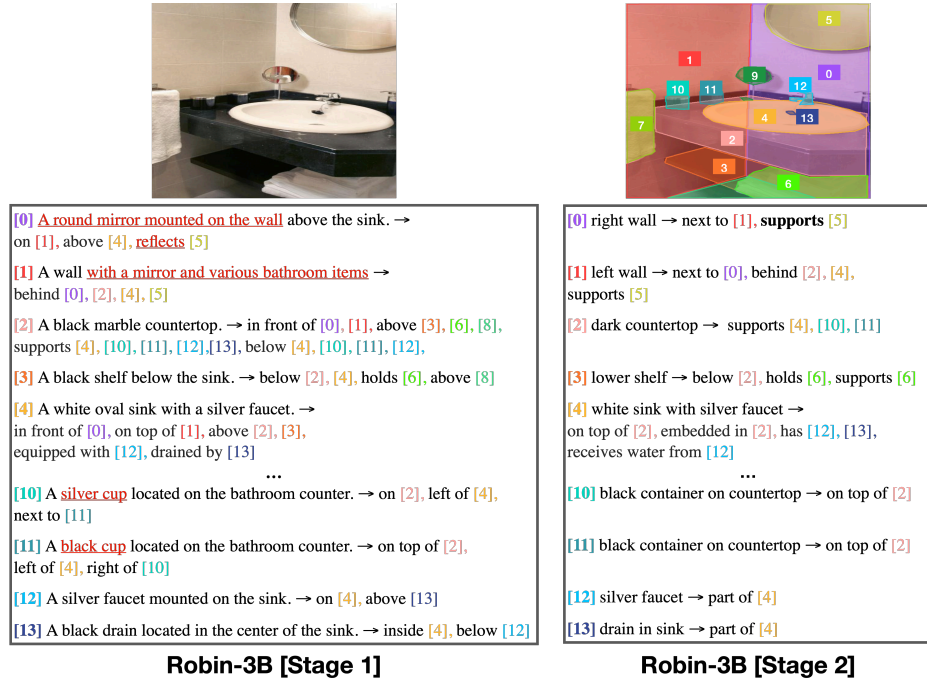 5
1
0
9
12
10
11
4
13
7
2
3
6
[0] A round mirror mounted on the wall above the sink. →
on [1], above [4], reflects [5]
[1] A wall with a mirror and various bathroom items →
behind [0], [2], [4], [5]
[2] A black marble countertop. → in front of [0], [1], above [3], [6], [8],
supports [4], [10], [11], [12],[13], below [4], [10], [11], [12],
[3] A black shelf below the sink. → below [2], [4], holds [6], above [8]
[4] A white oval sink with a silver faucet. →
in front of [0], on top of [1], above [2], [3],
equipped with [12], drained by [13]
...
[10] A silver cup located on the bathroom counter. → on [2], left of [4],
next to [11]
[11] A black cup located on the bathroom counter. → on top of [2],
left of [4], right of [10]
[12] A silver faucet mounted on the sink. → on [4], above [13]
[13] A black drain located in the center of the sink. → inside [4], below [12]
Robin-3B [Stage 1]
[0] right wall → next to [1], supports [5]
[1] left wall → next to [0], behind [2], [4],
supports [5]
[2] dark countertop → supports [4], [10], [11]
[3] lower shelf → below [2], holds [6], supports [6]
[4] white sink with silver faucet →
on top of [2], embedded in [2], has [12], [13],
receives water from [12]
...
[10] black container on countertop → on top of [2]
[11] black container on countertop → on top of [2]
[12] silver faucet → part of [4]
[13] drain in sink → part of [4]
Robin-3B [Stage 2]